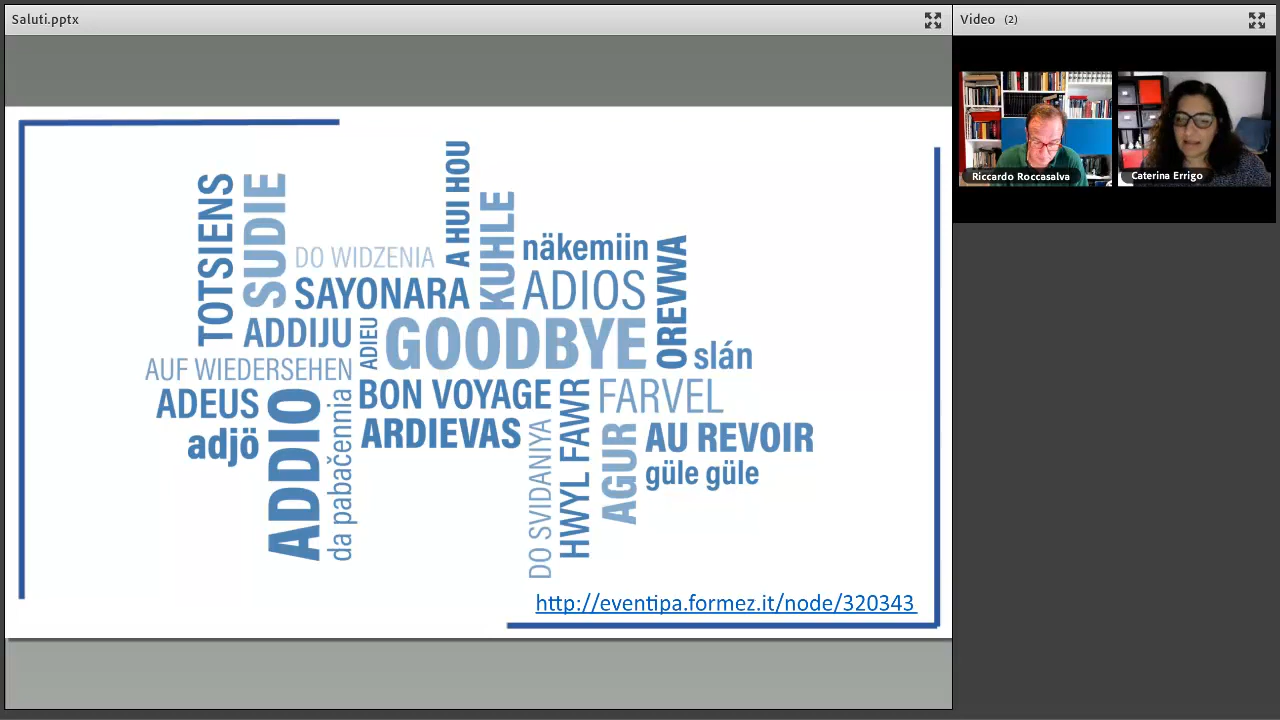 Saluti.pptx
Video (2)
Riccardo Roccasalva
Caterina Errigo
TOTSIENS
SUDIE
DO WIDZENIA
A HUI HOU
KUHLE
näkemiin
SAYONARA
ADIOS
OREVWA
ADDIJU
ADIEU
GOODBYE
slán
AUF WIEDERSEHEN
ADEUS
ADDIO
da pabačennia
BON VOYAGE
HWYL FAWR
FARVEL
adjö
ARDIEVAS
DO SVIDANIYA
AGUR
AU REVOIR
güle güle
http://eventipa.formez.it/node/320343